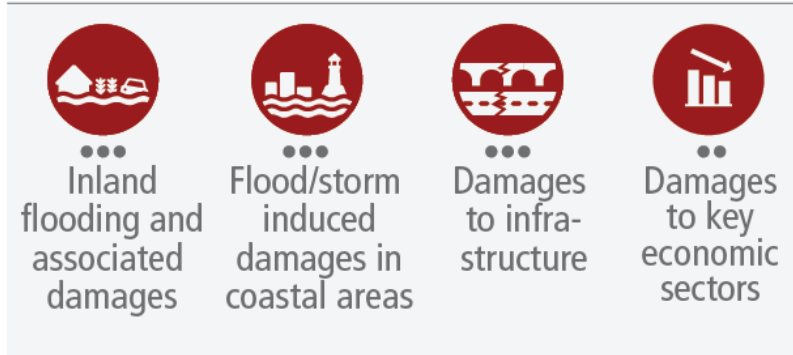 Inland
flooding and
associated
damages
Flood/storm
induced
damages in
coastal areas
Damages
to infra-
structure
Damages
to key
economic
sectors